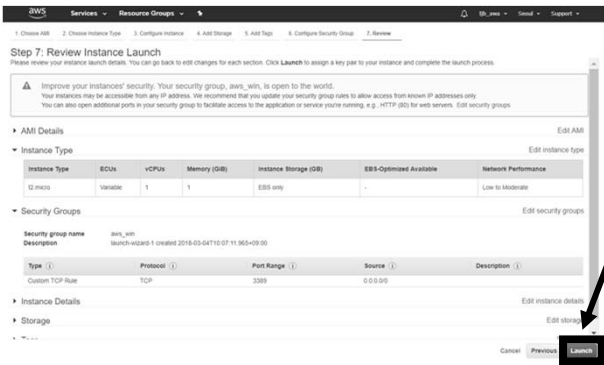 aws Services Resource Groups tjb_aws Seoul Support
1. Choose AMI 2. Choose Instance Type 3. Configure Instance 4. Add Storage 5. Add Tags 6. Configure Security Group 7. Review
Step 7: Review Instance Launch
Please review your instance launch details. You can go back to edit changes for each section. Click Launch to assign a key pair to your instance and complete the launch process.
Improve your instances' security. Your security group, aws_win, is open to the world.
Your instances may be accessible from any IP address. We recommend that you update your security group rules to allow access from known IP addresses only.
You can also open additional ports in your security group to facilitate access to the application or service you're running, e.g., HTTP (80) for web servers. Edit security groups
AMI Details Edit AMI
Instance Type Edit instance type
Instance Type ECUs vCPUs Memory (GiB) Instance Storage (GB) EBS-Optimized Available Network Performance
t2.micro Variable 1 1 EBS only - Low to Moderate
Security Groups Edit security groups
Security group name aws_win
Description launch-wizard-1 created 2018-03-04T10:07:11.965+09:00
Type Protocol Port Range Source Description
Custom TCP Rule TCP 3389 0.0.0.0/0
Instance Details Edit instance details
Storage Edit storage
Cancel Previous Launch